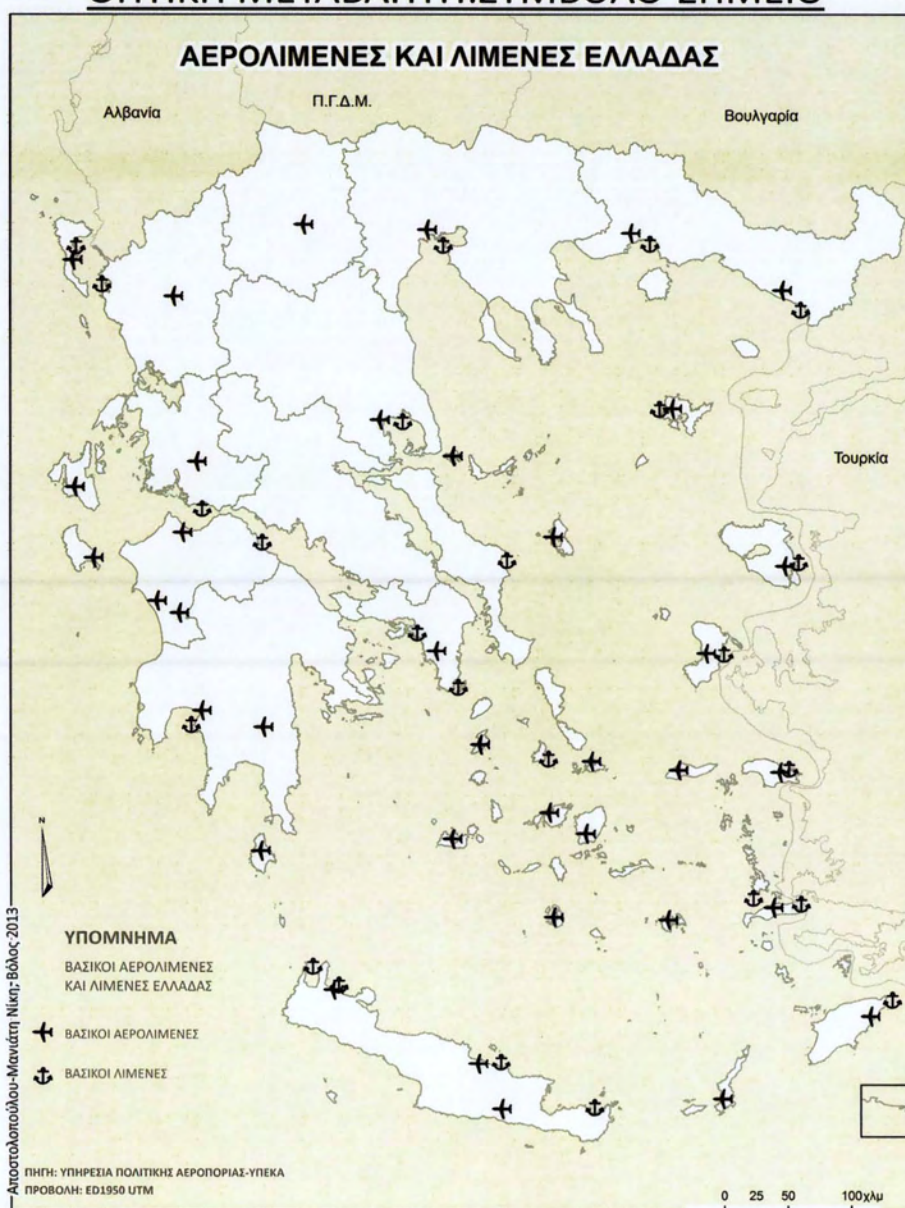 ΑΕΡΟΛΙΜΕΝΕΣ ΚΑΙ ΛΙΜΕΝΕΣ ΕΛΛΑΔΑΣ
Αλβανία
Π.Γ.Δ.Μ.
Βουλγαρία
Τουρκία
N
ΥΠΟΜΝΗΜΑ
ΒΑΣΙΚΟΙ ΑΕΡΟΛΙΜΕΝΕΣ
ΚΑΙ ΛΙΜΕΝΕΣ ΕΛΛΑΔΑΣ
ΒΑΣΙΚΟΙ ΑΕΡΟΛΙΜΕΝΕΣ
ΒΑΣΙΚΟΙ ΛΙΜΕΝΕΣ
Αποστολοπούλου-Μανιάτη Νίκη; Βόλος 2013
ΠΗΓΗ: ΥΠΗΡΕΣΙΑ ΠΟΛΙΤΙΚΗΣ ΑΕΡΟΠΟΡΙΑΣ-ΥΠΕΚΑ
ΠΡΟΒΟΛΗ: ED1950 UTM
0 25 50 100χλμ